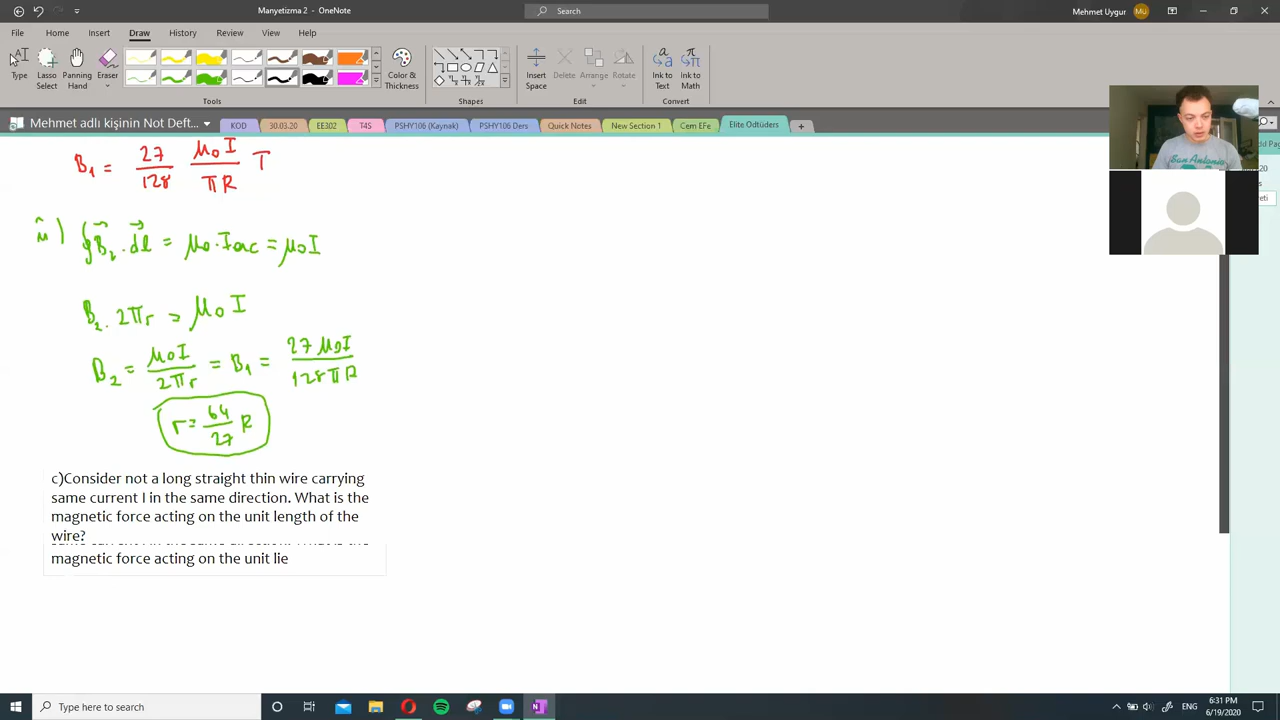 Manyetizma 2 - OneNote
Search
Mehmet Uygur
MU
File
Home
Insert
Draw
History
Review
View
Help
Type
Lasso Select
Panning Hand
Eraser
Color & Thickness
Insert Space
Delete
Arrange
Rotate
Ink to Text
Ink to Math
Tools
Shapes
Edit
Convert
Mehmet adlı kişinin Not Deft...
KOD
30.03.20
EE302
T4S
PSHY106 (Kaynak)
PSHY106 Ders
Quick Notes
New Section 1
Cem EFe
Elite Odtüders
dd Pag
San Antonio
B₁ = 27/128 μ₀I/πR T
∮B₂ · dl = μ₀ · Ienc = μ₀I
B₂ · 2πr = μ₀I
B₂ = μ₀I/2πr = B₁ = 27μ₀I/128πR
r = 64/27 R
c)Consider not a long straight thin wire carrying
same current I in the same direction. What is the
magnetic force acting on the unit length of the
wire?
magnetic force acting on the unit lie
Type here to search
ENG
6:31 PM
6/19/2020